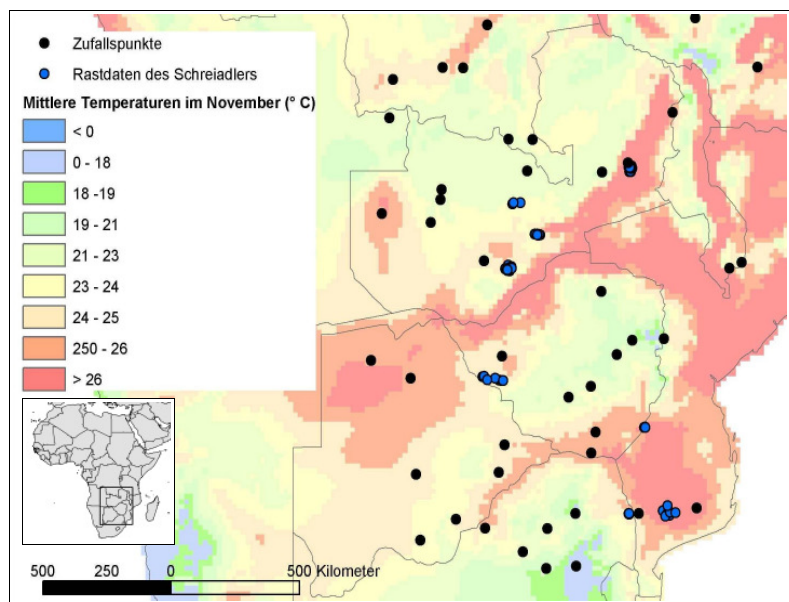 Zufallspunkte
Rastdaten des Schreiadlers
Mittlere Temperaturen im November (° C)
< 0
0 - 18
18 -19
19 - 21
21 - 23
23 - 24
24 - 25
250 - 26
> 26
500 250 0 500 Kilometer